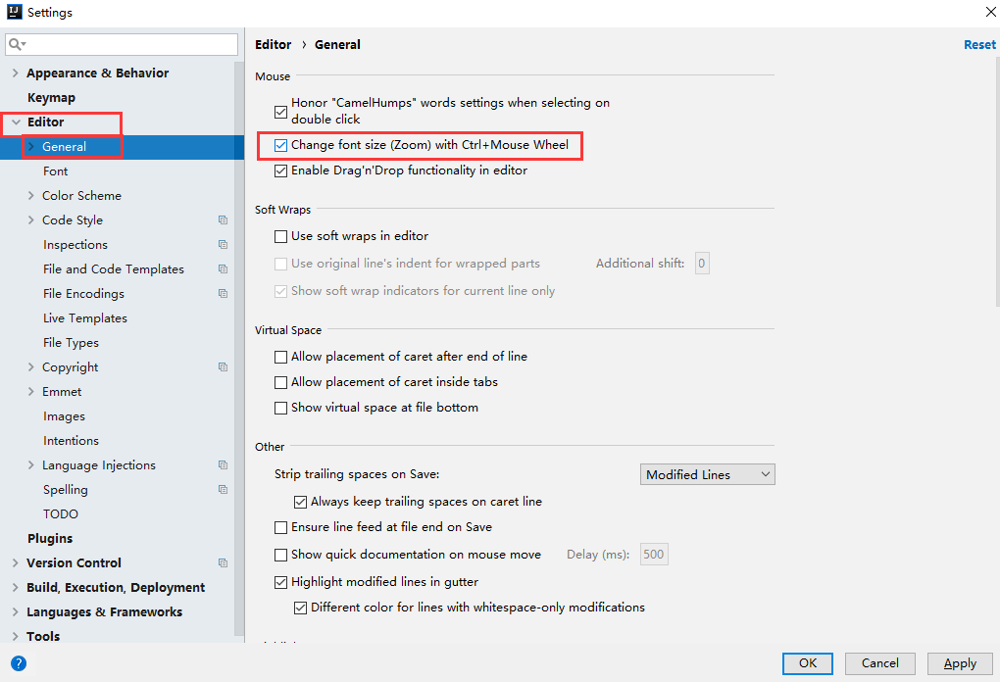 IJ
Settings
Appearance & Behavior
Keymap
Editor
General
Font
Color Scheme
Code Style
Inspections
File and Code Templates
File Encodings
Live Templates
File Types
Copyright
Emmet
Images
Intentions
Language Injections
Spelling
TODO
Plugins
Version Control
Build, Execution, Deployment
Languages & Frameworks
Tools
?
Editor › General
Reset
Mouse
Honor "CamelHumps" words settings when selecting on
double click
Change font size (Zoom) with Ctrl+Mouse Wheel
Enable Drag'n'Drop functionality in editor
Soft Wraps
Use soft wraps in editor
Use original line's indent for wrapped parts Additional shift: 0
Show soft wrap indicators for current line only
Virtual Space
Allow placement of caret after end of line
Allow placement of caret inside tabs
Show virtual space at file bottom
Other
Strip trailing spaces on Save: Modified Lines
Always keep trailing spaces on caret line
Ensure line feed at file end on Save
Show quick documentation on mouse move Delay (ms): 500
Highlight modified lines in gutter
Different color for lines with whitespace-only modifications
OK Cancel Apply